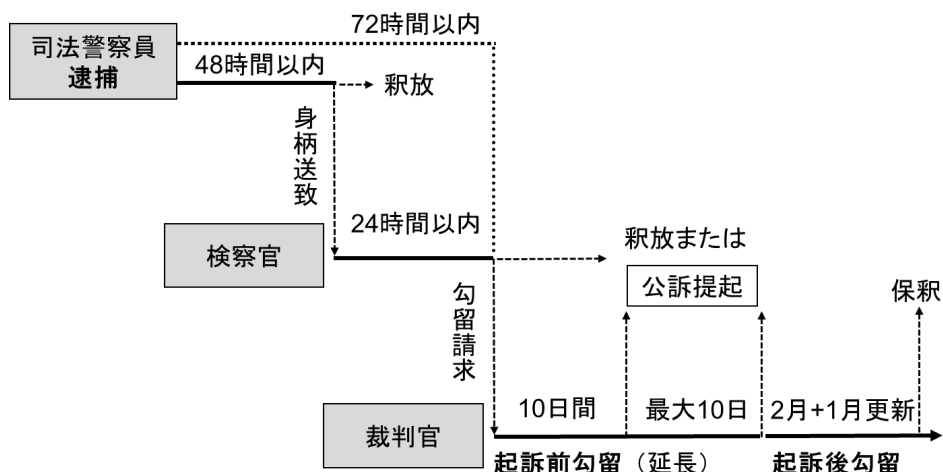 72時間以内
司法警察員
逮捕
48時間以内
釈放
身柄送致
24時間以内
検察官
釈放または
公訴提起
保釈
勾留請求
10日間
最大10日
2月+1月更新
裁判官
起訴前勾留（延長）
起訴後勾留